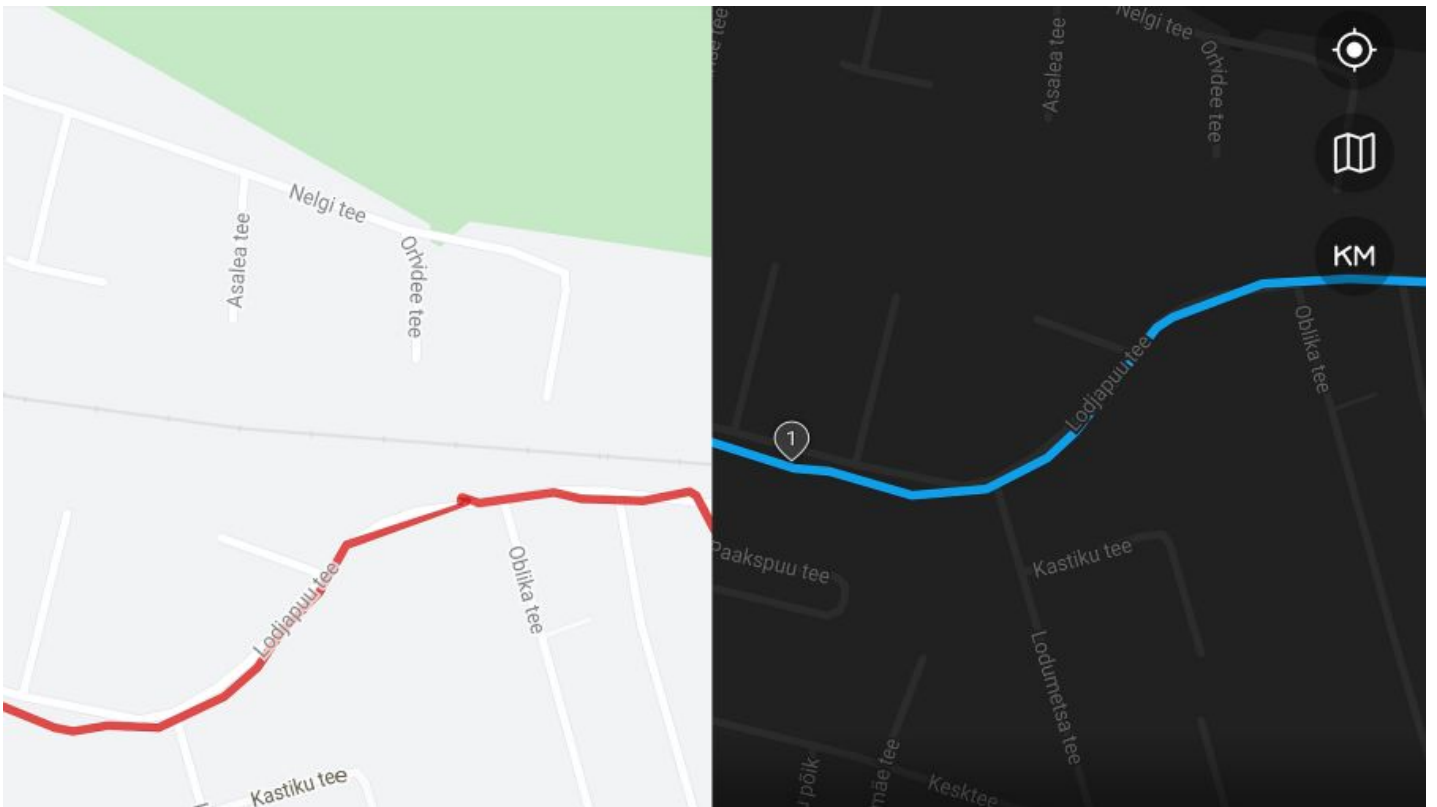 Nelgi tee
Asalea tee
Orhidee tee
Lodjapuu tee
Oblika tee
Kastiku tee
Nelgi tee
Asalea tee
Orhidee tee
KM
Oblika tee
Lodjapuu tee
1
Paakspuu tee
Kastiku tee
Lodumetsa tee
Kesktee